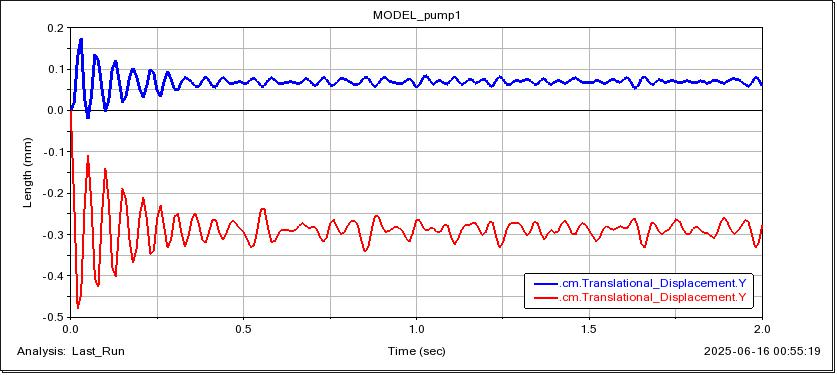 MODEL_pump1
0.2
0.1
0.0
-0.1
-0.2
-0.3
-0.4
-0.5
Length (mm)
.cm.Translational_Displacement.Y
.cm.Translational_Displacement.Y
0.0 0.5 1.0 1.5 2.0
Analysis: Last_Run Time (sec) 2025-06-16 00:55:19